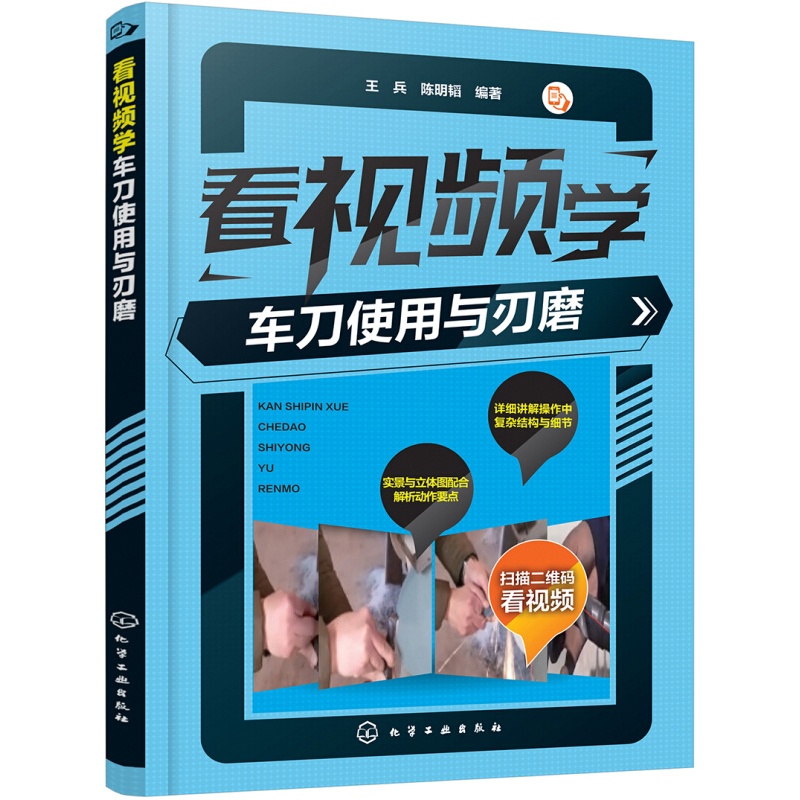 看视频学车刀使用与刃磨
化学工业出版社
王 兵 陈明韬 编著
看视频学
车刀使用与刃磨
KAN SHIPIN XUE
CHEDAO
SHIYONG
YU
RENMO
详细讲解操作中
复杂结构与细节
实景与立体图配合
解析动作要点
扫描二维码
看视频
化学工业出版社